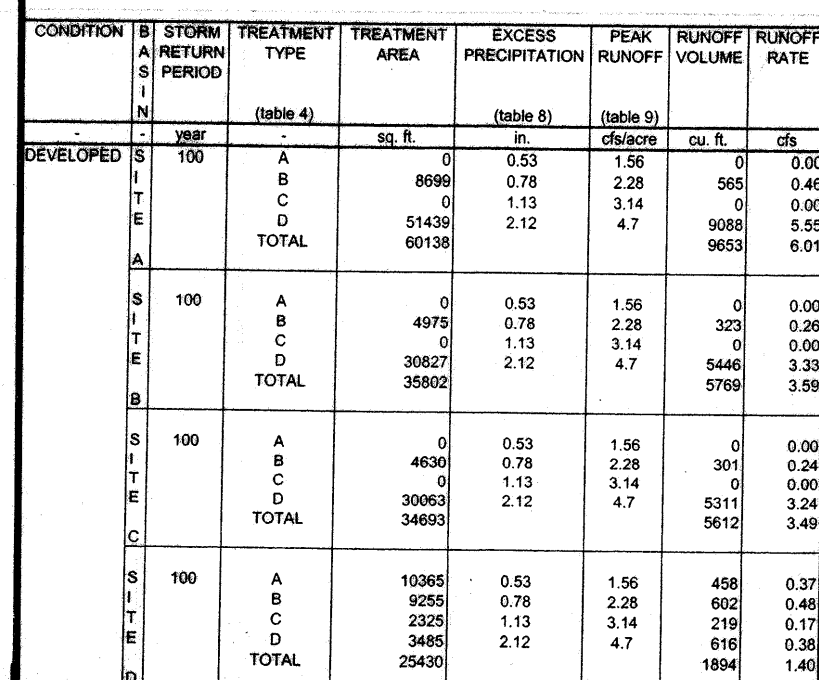 CONDITION B STORM TREATMENT TREATMENT EXCESS PEAK RUNOFF RUNOFF
A RETURN TYPE AREA PRECIPITATION RUNOFF VOLUME RATE
S PERIOD
I
N (table 4) (table 8) (table 9)
- - year - sq. ft. in. cfs/acre cu. ft. cfs
DEVELOPED S 100 A 0 0.53 1.56 0 0.00
I B 8699 0.78 2.28 565 0.46
T C 0 1.13 3.14 0 0.00
E D 51439 2.12 4.7 9088 5.55
TOTAL 60138 9653 6.01
A
S 100 A 0 0.53 1.56 0 0.00
I B 4975 0.78 2.28 323 0.26
T C 0 1.13 3.14 0 0.00
E D 30827 2.12 4.7 5446 3.33
TOTAL 35802 5769 3.59
B
S 100 A 0 0.53 1.56 0 0.00
I B 4630 0.78 2.28 301 0.24
T C 0 1.13 3.14 0 0.00
E D 30063 2.12 4.7 5311 3.24
TOTAL 34693 5612 3.49
C
S 100 A 10365 0.53 1.56 458 0.37
I B 9255 0.78 2.28 602 0.48
T C 2325 1.13 3.14 219 0.17
E D 3485 2.12 4.7 616 0.38
TOTAL 25430 1894 1.40
D